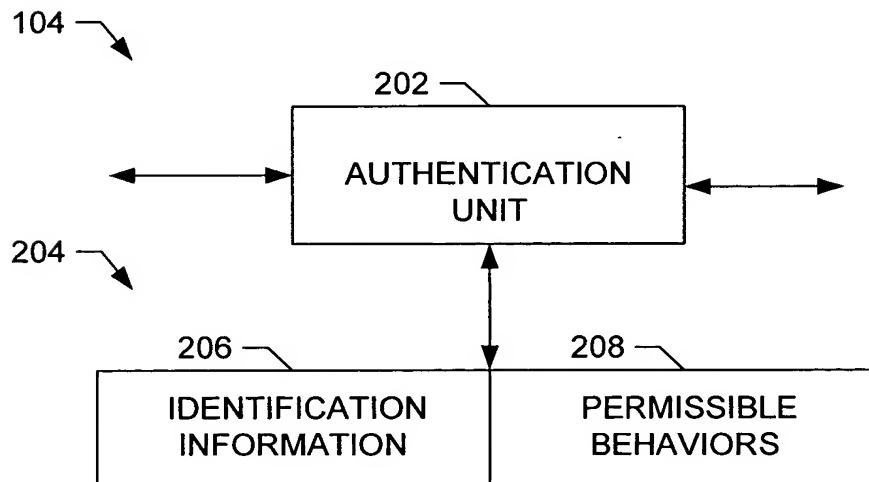 104
202
AUTHENTICATION
UNIT
204
206
208
IDENTIFICATION
INFORMATION
PERMISSIBLE
BEHAVIORS